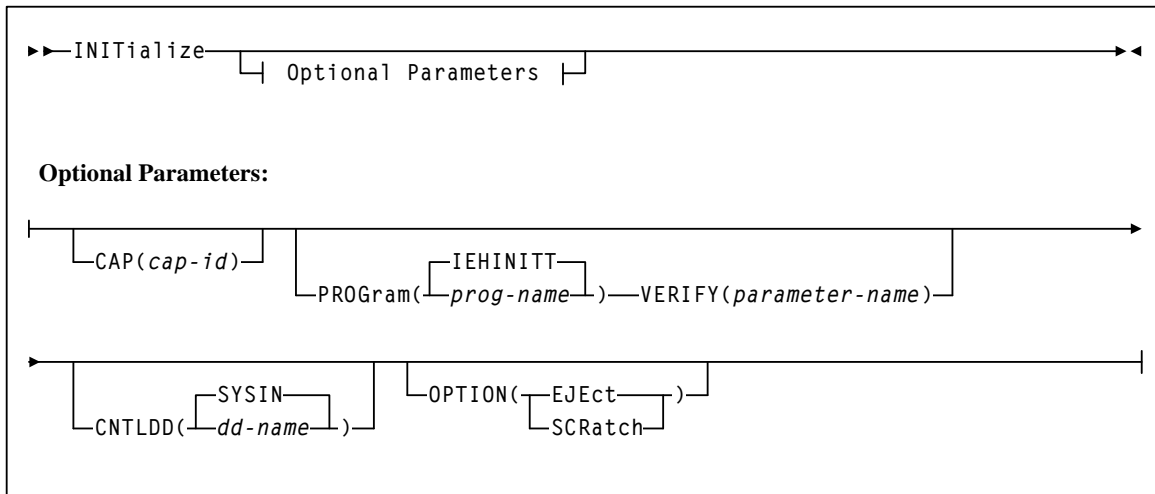 INITialize
Optional Parameters
Optional Parameters:
CAP(cap-id)
IEHINITT
PROGram(prog-name)VERIFY(parameter-name)
SYSIN
CNTLDD(dd-name)
OPTION(EJEct)
SCRatch